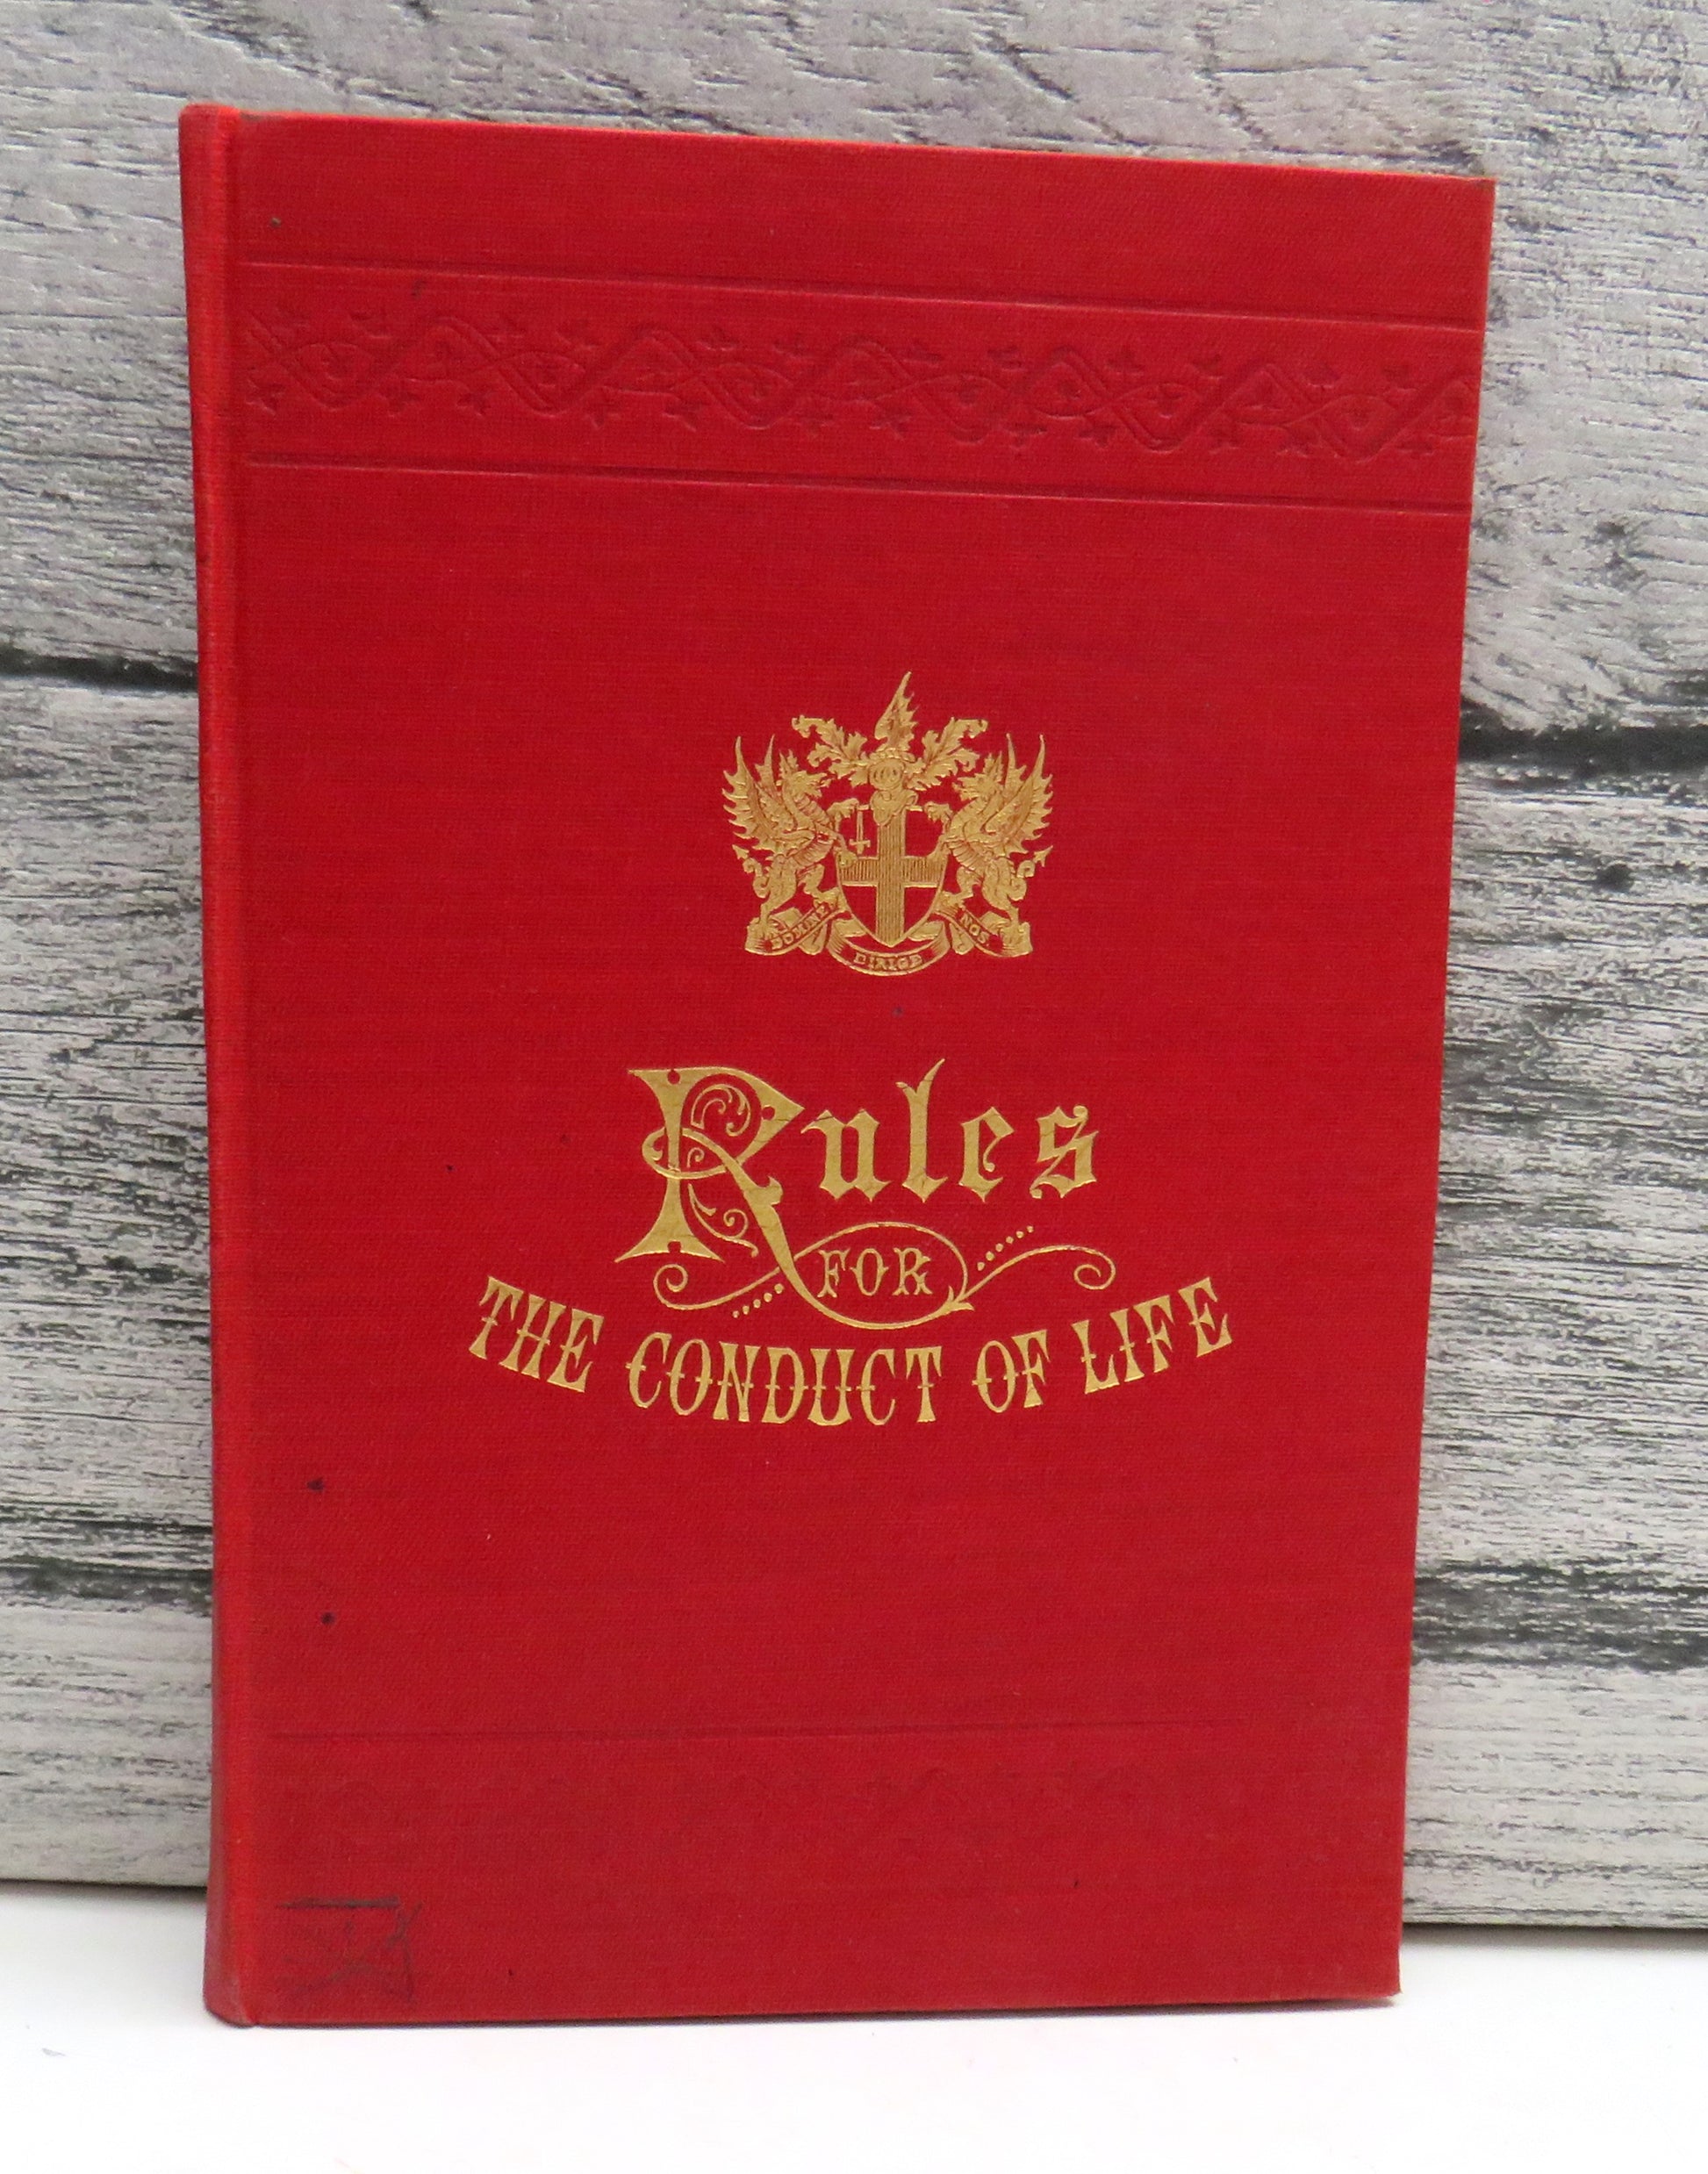 DOMINE DIRIGE NOS
Rules
FOR
THE CONDUCT OF LIFE